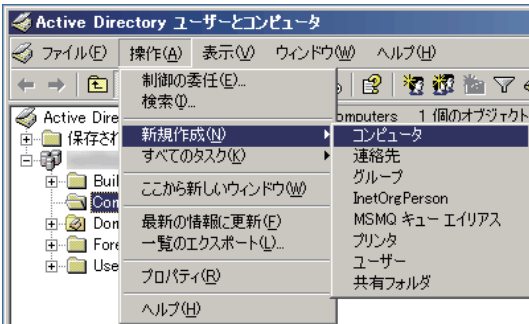 Active Directory ユーザーとコンピュータ
ファイル(F) 操作(A) 表示(V) ウィンドウ(W) ヘルプ(H)
制御の委任(E)...
検索(I)...
新規作成(N)
すべてのタスク(K)
ここから新しいウィンドウ(W)
最新の情報に更新(F)
一覧のエクスポート(L)...
プロパティ(R)
ヘルプ(H)
Active Dire
保存され
Buil
Con
Dom
Fore
Use
omputers 1 個のオブジェクト
コンピュータ
連絡先
グループ
InetOrgPerson
MSMQ キュー エイリアス
プリンタ
ユーザー
共有フォルダ